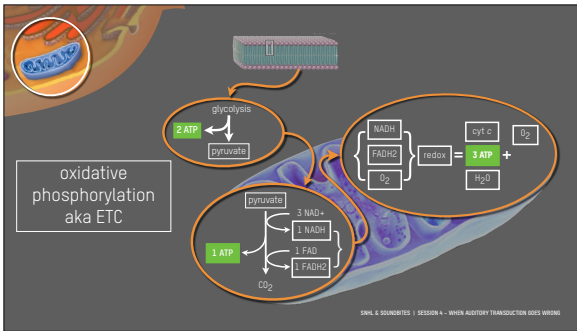 glycolysis
2 ATP
pyruvate
NADH
FADH2
O₂
redox
=
cyt c
3 ATP
H₂O
+
O₂
oxidative
phosphorylation
aka ETC
pyruvate
3 NAD+
1 NADH
1 ATP
1 FAD
1 FADH2
CO₂
SNHL & SOUNDBITES | SESSION 4 – WHEN AUDITORY TRANSDUCTION GOES WRONG